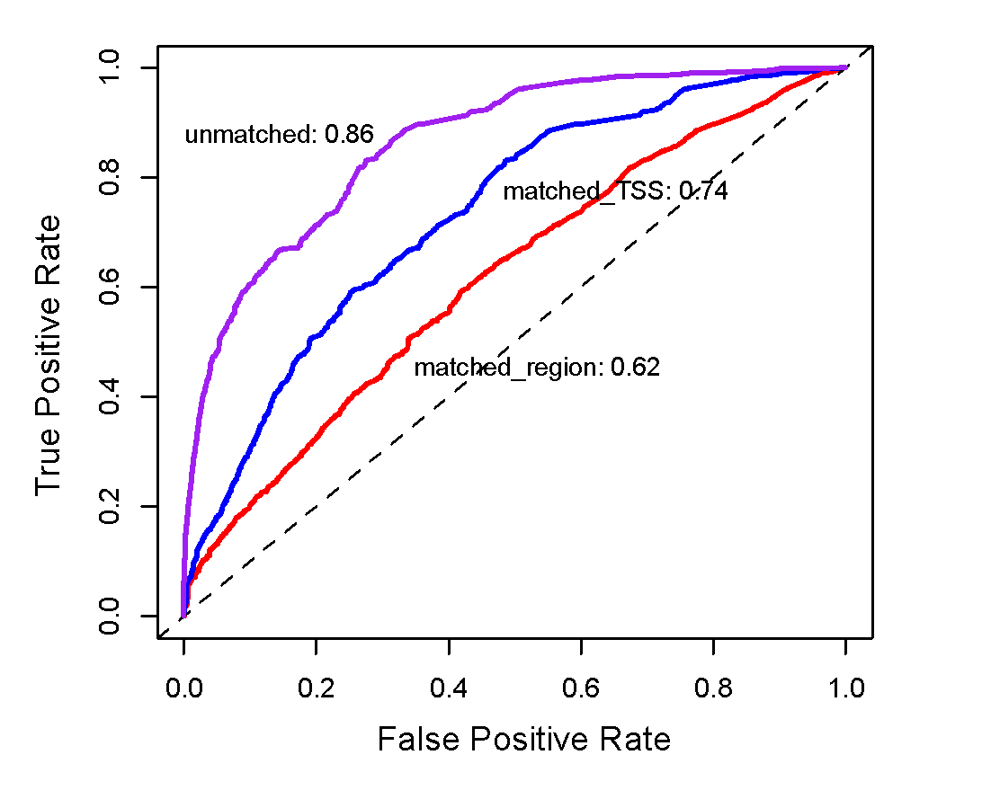 1.0
0.8
0.6
0.4
0.2
0.0
True Positive Rate
unmatched: 0.86
matched_TSS: 0.74
matched_region: 0.62
0.0 0.2 0.4 0.6 0.8 1.0
False Positive Rate